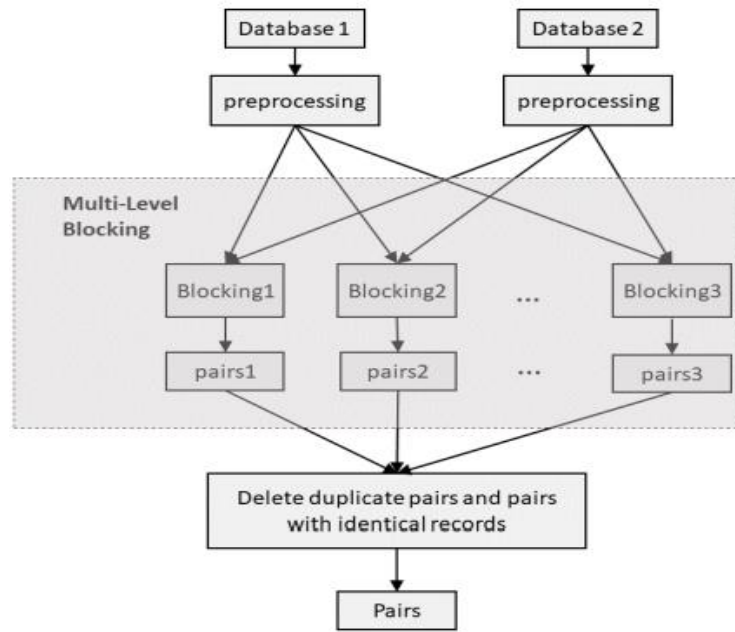 Database 1
Database 2
preprocessing
preprocessing
Multi-Level
Blocking
Blocking1
Blocking2
...
Blocking3
pairs1
pairs2
...
pairs3
Delete duplicate pairs and pairs
with identical records
Pairs